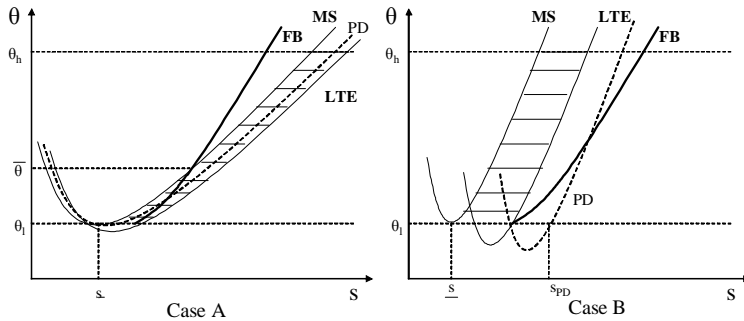 θ
MS
PD
FB
θh
LTE
θ̅
θl
s
S
Case A
θ
MS
LTE
FB
θh
PD
θl
s
sPD
S
Case B